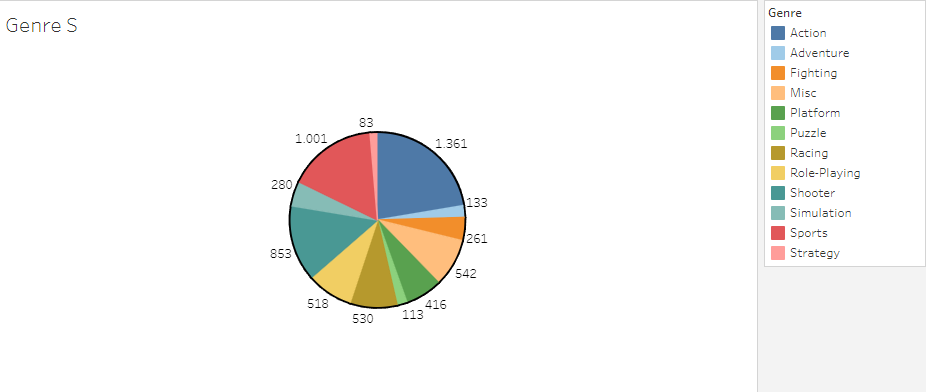 Genre S
83
1.001
1.361
280
133
261
853
542
518
416
530
113
Genre
Action
Adventure
Fighting
Misc
Platform
Puzzle
Racing
Role-Playing
Shooter
Simulation
Sports
Strategy